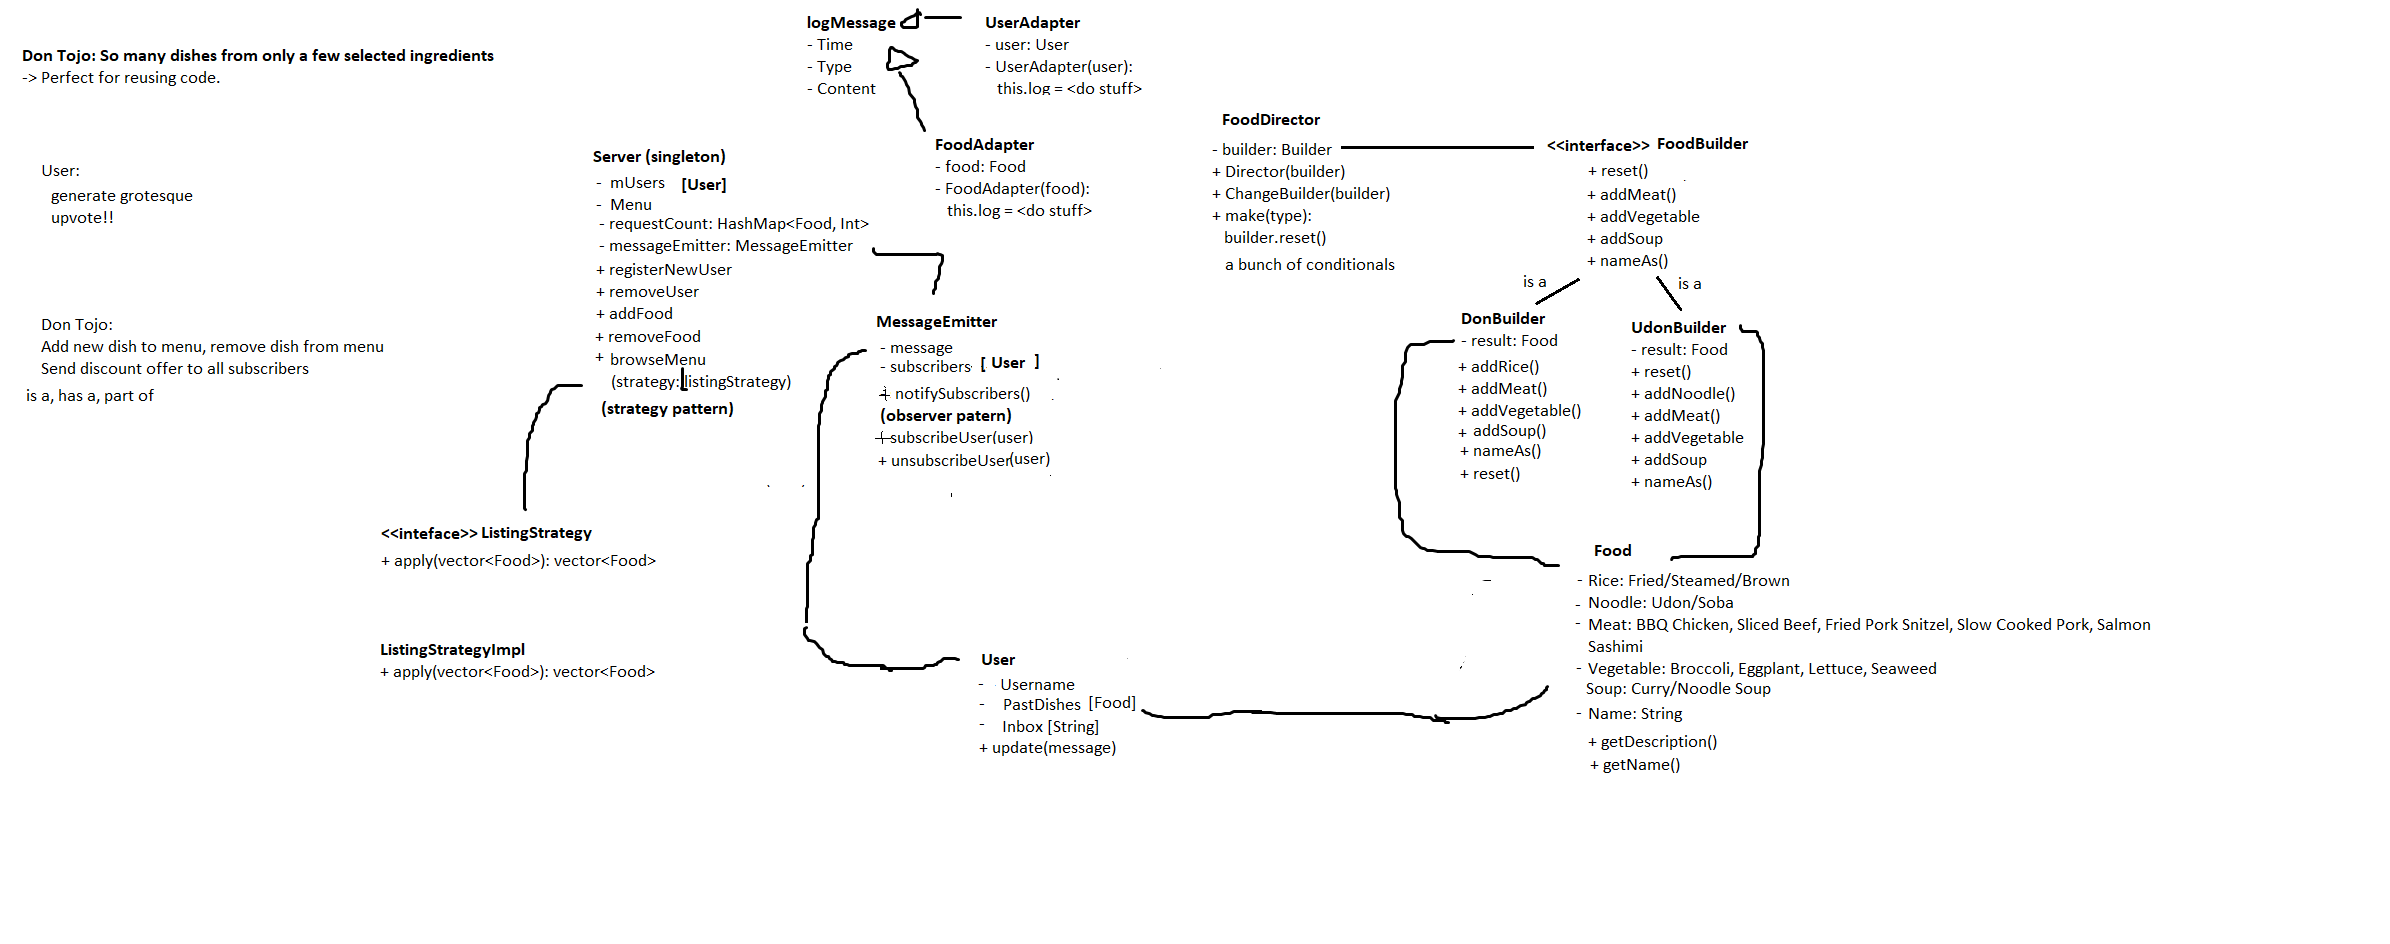 Don Tojo: So many dishes from only a few selected ingredients
-> Perfect for reusing code.
User:
generate grotesque
upvote!!
Don Tojo:
Add new dish to menu, remove dish from menu
Send discount offer to all subscribers
is a, has a, part of
logMessage
- Time
- Type
- Content
UserAdapter
- user: User
- UserAdapter(user):
this.log = <do stuff>
FoodAdapter
- food: Food
- FoodAdapter(food):
this.log = <do stuff>
Server (singleton)
- mUsers [User]
- Menu
- requestCount: HashMap<Food, Int>
- messageEmitter: MessageEmitter
+ registerNewUser
+ removeUser
+ addFood
+ removeFood
+ browseMenu
(strategy: listingStrategy)
(strategy pattern)
MessageEmitter
- message
- subscribers [ User ]
+ notifySubscribers()
(observer patern)
+ subscribeUser(user)
+ unsubscribeUser(user)
<<inteface>> ListingStrategy
+ apply(vector<Food>): vector<Food>
ListingStrategyImpl
+ apply(vector<Food>): vector<Food>
User
- Username
- PastDishes [Food]
- Inbox [String]
+ update(message)
FoodDirector
- builder: Builder
+ Director(builder)
+ ChangeBuilder(builder)
+ make(type):
builder.reset()
a bunch of conditionals
<<interface>> FoodBuilder
+ reset()
+ addMeat()
+ addVegetable
+ addSoup
+ nameAs()
is a
is a
DonBuilder
- result: Food
+ addRice()
+ addMeat()
+ addVegetable()
+ addSoup()
+ nameAs()
+ reset()
UdonBuilder
- result: Food
+ reset()
+ addNoodle()
+ addMeat()
+ addVegetable
+ addSoup
+ nameAs()
Food
- Rice: Fried/Steamed/Brown
- Noodle: Udon/Soba
- Meat: BBQ Chicken, Sliced Beef, Fried Pork Snitzel, Slow Cooked Pork, Salmon
Sashimi
- Vegetable: Broccoli, Eggplant, Lettuce, Seaweed
Soup: Curry/Noodle Soup
- Name: String
+ getDescription()
+ getName()